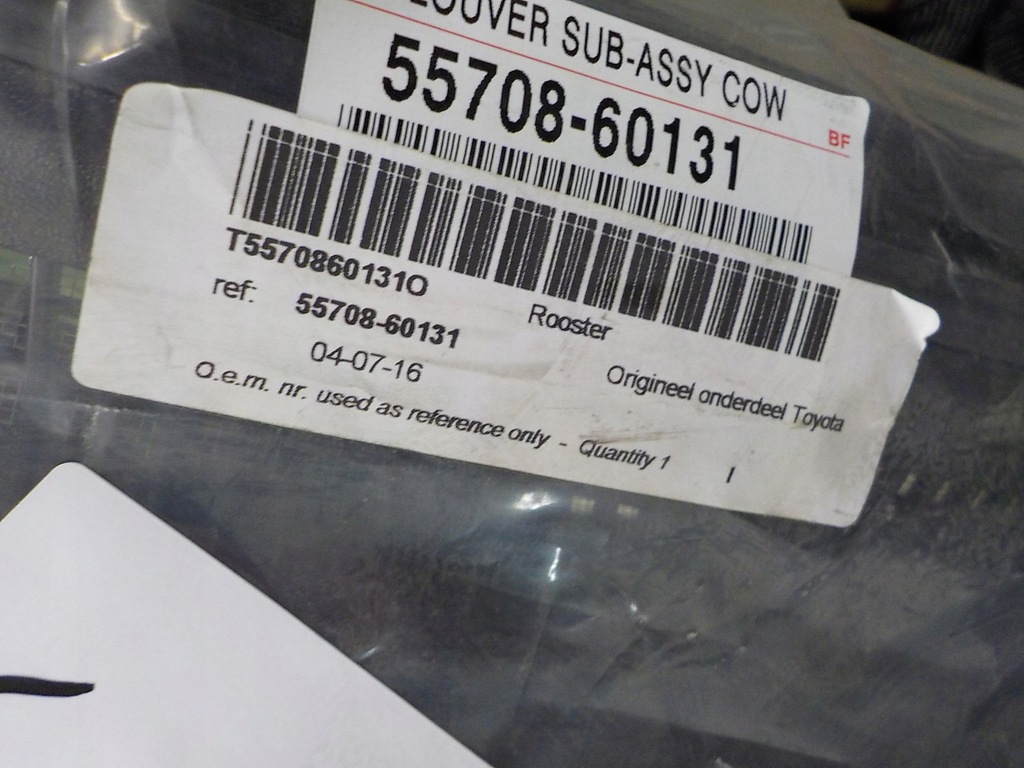 LOUVER SUB-ASSY COW
BF
55708-60131
T5570860131O
Rooster
ref: 55708-60131
Origineel onderdeel Toyota
04-07-16
O.e.m. nr. used as reference only - Quantity 1
I